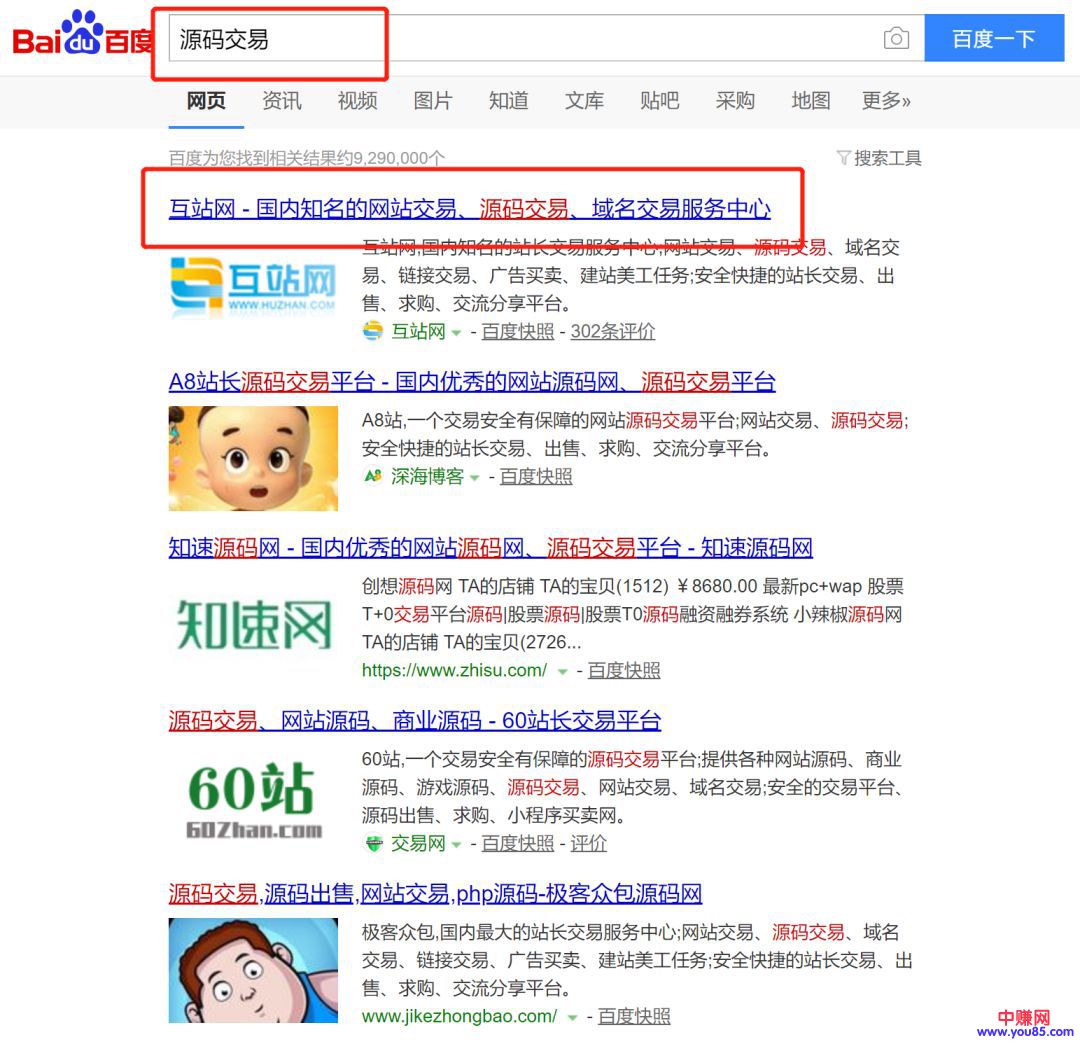 Bai du 百度
源码交易
百度一下
网页 资讯 视频 图片 知道 文库 贴吧 采购 地图 更多»
百度为您找到相关结果约9,290,000个
搜索工具
互站网 - 国内知名的网站交易、源码交易、域名交易服务中心
互站网,国内知名的站长交易服务中心;网站交易、源码交易、域名交
易、链接交易、广告买卖、建站美工任务;安全快捷的站长交易、出
售、求购、交流分享平台。
互站网
WWW.HUZHAN.COM
互站网 - 百度快照 - 302条评价
A8站长源码交易平台 - 国内优秀的网站源码网、源码交易平台
A8站,一个交易安全有保障的网站源码交易平台;网站交易、源码交易;
安全快捷的站长交易、出售、求购、交流分享平台。
A8 深海博客 - 百度快照
知速源码网 - 国内优秀的网站源码网、源码交易平台 - 知速源码网
知速网
创想源码网 TA的店铺 TA的宝贝(1512) ¥8680.00 最新pc+wap 股票
T+0交易平台源码|股票源码|股票T0源码融资融券系统 小辣椒源码网
TA的店铺 TA的宝贝(2726...
https://www.zhisu.com/ - 百度快照
源码交易、网站源码、商业源码 - 60站长交易平台
60站
60Zhan.com
60站,一个交易安全有保障的源码交易平台;提供各种网站源码、商业
源码、游戏源码、源码交易、网站交易、域名交易;安全的交易平台、
源码出售、求购、小程序买卖网。
交易网 - 百度快照 - 评价
源码交易,源码出售,网站交易,php源码-极客众包源码网
极客众包,国内最大的站长交易服务中心;网站交易、源码交易、域名
交易、链接交易、广告买卖、建站美工任务;安全快捷的站长交易、出
售、求购、交流分享平台。
www.jikezhongbao.com/ - 百度快照
中赚网
www.you85.com